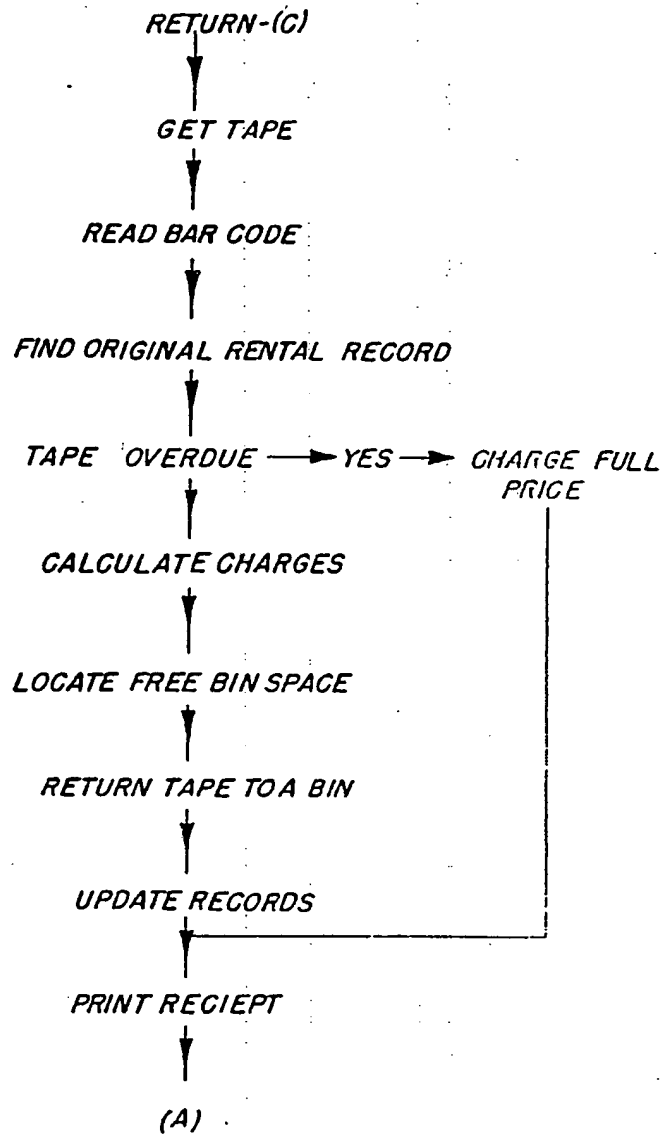 RETURN-(C)
GET TAPE
READ BAR CODE
FIND ORIGINAL RENTAL RECORD
TAPE OVERDUE YES CHARGE FULL
PRICE
CALCULATE CHARGES
LOCATE FREE BIN SPACE
RETURN TAPE TO A BIN
UPDATE RECORDS
PRINT RECIEPT
(A)